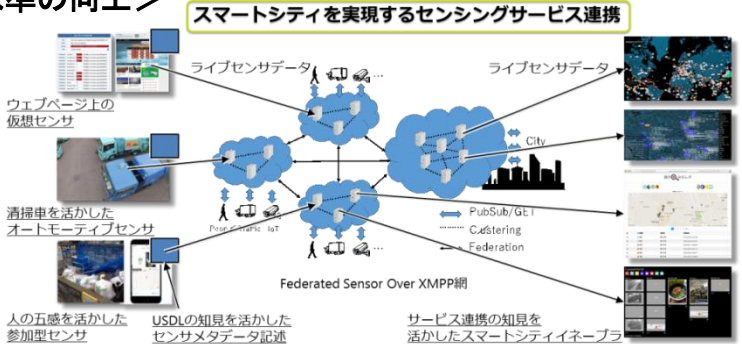 水準の向上＞
スマートシティを実現するセンシングサービス連携
ライブセンサデータ
ライブセンサデータ
ウェブページ上の
仮想センサ
City
清掃車を活かした
オートモーティブセンサ
PubSub/GET
Clustering
Federation
Federated Sensor Over XMPP網
人の五感を活かした
参加型センサ
USDLの知見を活かした
センサメタデータ記述
サービス連携の知見を
活かしたスマートシティイネーブラ